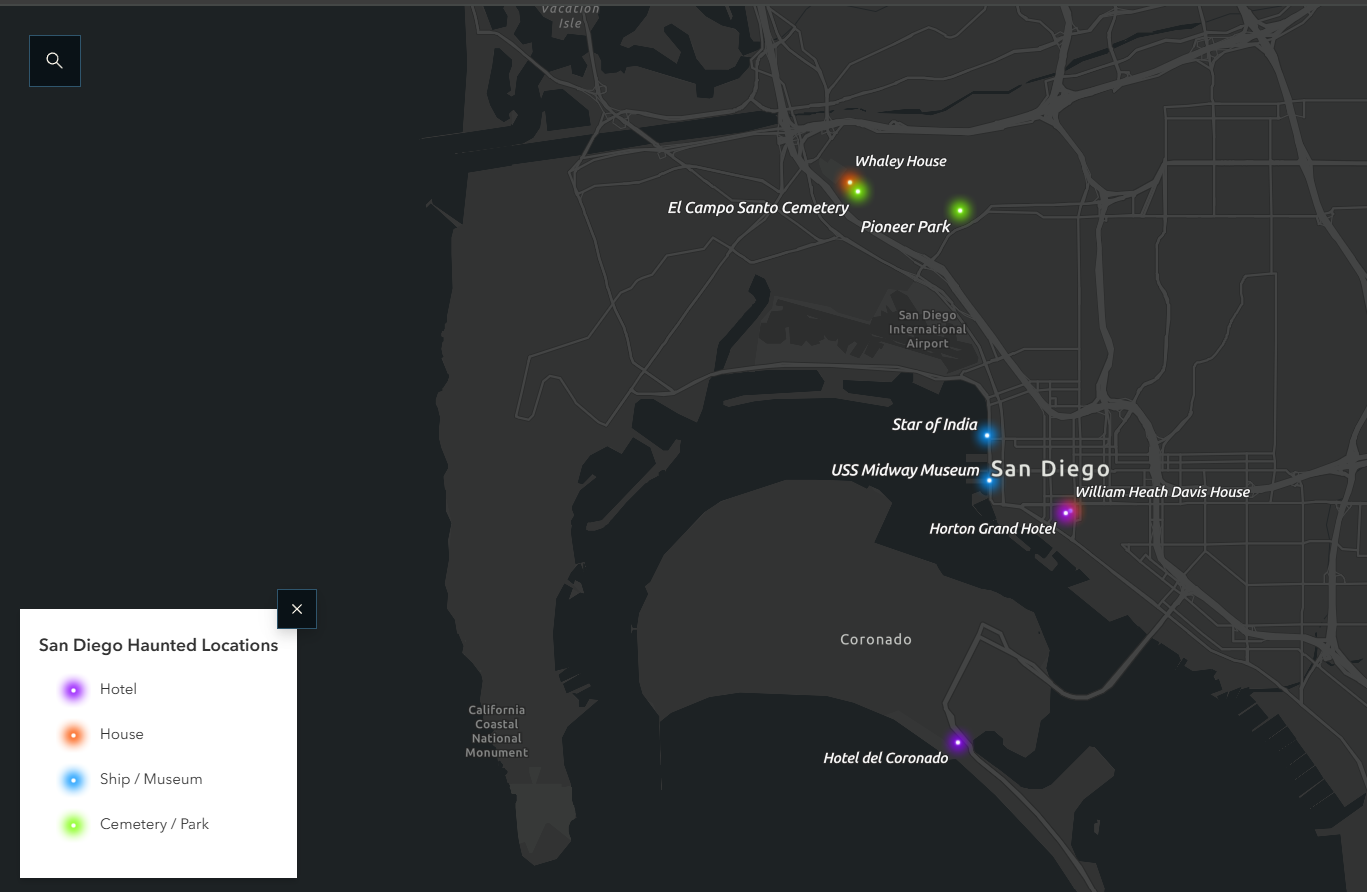 Vacation
Isle
Whaley House
El Campo Santo Cemetery
Pioneer Park
San Diego
International
Airport
Star of India
USS Midway Museum
San Diego
William Heath Davis House
Horton Grand Hotel
Coronado
California
Coastal
National
Monument
Hotel del Coronado
San Diego Haunted Locations
Hotel
House
Ship / Museum
Cemetery / Park